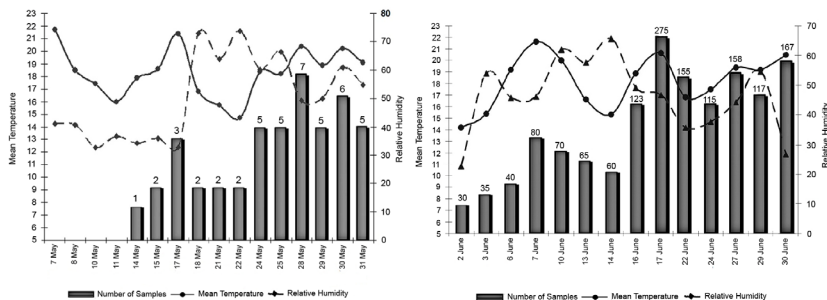 Mean Temperature
23
22
21
20
19
18
17
16
15
14
13
12
11
10
9
8
7
6
5
1
2
3
2
2
2
5
5
7
5
6
5
80
70
60
50
40
30
20
10
0
Relative Humidity
7 May
8 May
10 May
11 May
14 May
15 May
17 May
18 May
21 May
22 May
24 May
25 May
28 May
29 May
30 May
31 May
Number of Samples Mean Temperature Relative Humidity
Mean Temperature
23
22
21
20
19
18
17
16
15
14
13
12
11
10
9
8
7
6
5
30
35
40
80
70
65
60
123
275
155
115
158
117
167
70
60
50
40
30
20
10
0
Relative Humidity
2 June
3 June
6 June
7 June
10 June
13 June
14 June
16 June
17 June
22 June
24 June
27 June
29 June
30 June
Number of Samples Mean Temperature Relative Humidity